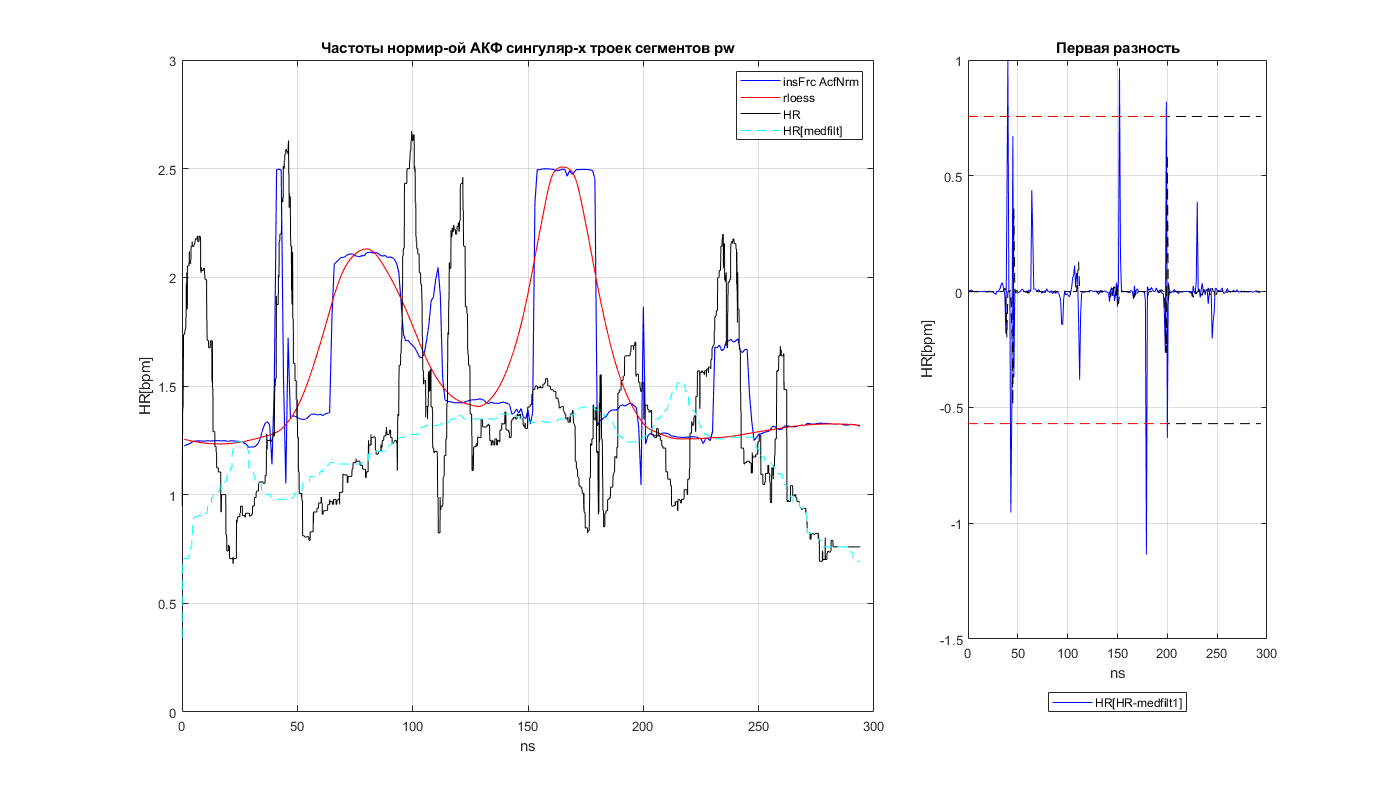 Частоты нормир-ой АКФ сингуляр-х троек сегментов pw
3
2.5
2
1.5
1
0.5
0
HR[bpm]
0
50
100
150
200
250
300
ns
insFrc AcfNrm
rloess
HR
HR[medfilt]
Первая разность
1
0.5
0
-0.5
-1
-1.5
HR[bpm]
0
50
100
150
200
250
300
ns
HR[HR-medfilt1]